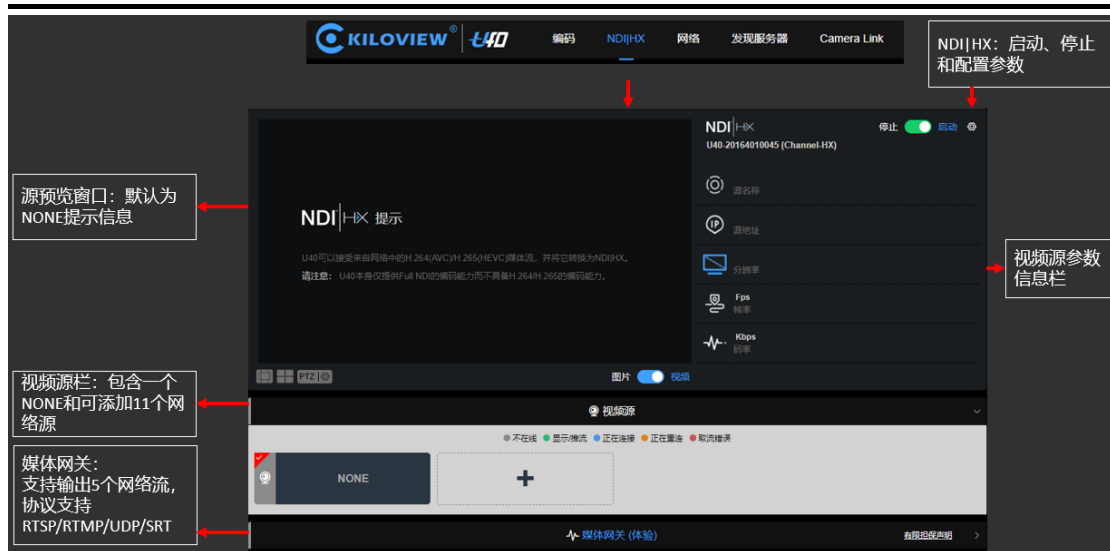 KILOVIEW® U40 编码 NDI|HX 网络 发现服务器 Camera Link
NDI|HX：启动、停止
和配置参数
NDI|HX
停止 启动
U40-20164010045 (Channel-HX)
源预览窗口：默认为
NONE提示信息
NDI|HX 提示
U40可以接受来自网络中的H.264(AVC)/H.265(HEVC)媒体流，并将它转换为NDI|HX。
请注意： U40本身仅提供Full NDI的编码能力而不具备H.264/H.265的编码能力。
源名称
IP
源地址
分辨率
Fps
帧率
Kbps
码率
视频源参数
信息栏
PTZ
图片 视频
视频源栏：包含一个
NONE和可添加11个网
络源
视频源
不在线 显示/推流 正在连接 正在重连 取流错误
NONE
+
媒体网关：
支持输出5个网络流，
协议支持
RTSP/RTMP/UDP/SRT
媒体网关 (体验)
有限担保声明